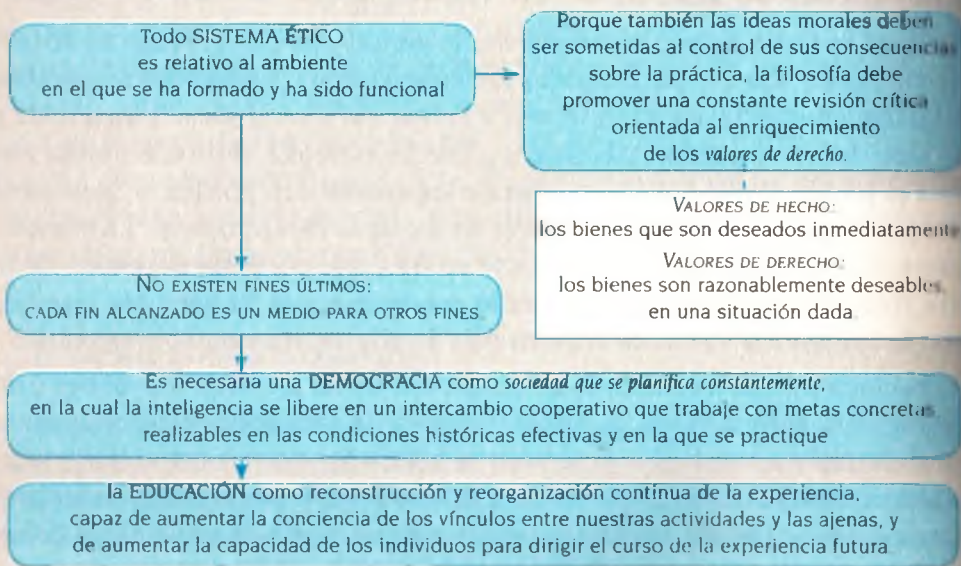 Todo SISTEMA ÉTICO
es relativo al ambiente
en el que se ha formado y ha sido funcional
Porque también las ideas morales deben
ser sometidas al control de sus consecuencias
sobre la práctica, la filosofía debe
promover una constante revisión crítica
orientada al enriquecimiento
de los valores de derecho.
VALORES DE HECHO:
los bienes que son deseados inmediatamente
VALORES DE DERECHO:
los bienes son razonablemente deseables
en una situación dada.
NO EXISTEN FINES ÚLTIMOS:
CADA FIN ALCANZADO ES UN MEDIO PARA OTROS FINES.
Es necesaria una DEMOCRACIA como sociedad que se planifica constantemente,
en la cual la inteligencia se libere en un intercambio cooperativo que trabaje con metas concretas
realizables en las condiciones históricas efectivas y en la que se practique
la EDUCACIÓN como reconstrucción y reorganización continua de la experiencia,
capaz de aumentar la conciencia de los vínculos entre nuestras actividades y las ajenas, y
de aumentar la capacidad de los individuos para dirigir el curso de la experiencia futura.